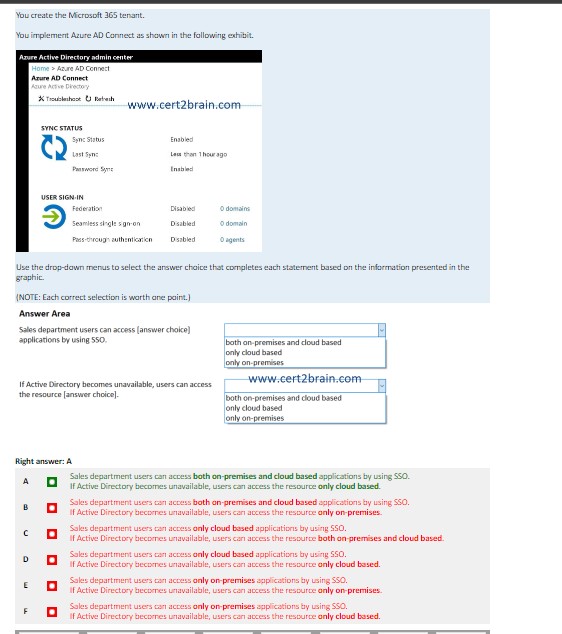 You create the Microsoft 365 tenant.
You implement Azure AD Connect as shown in the following exhibit.
Azure Active Directory admin center
Home > Azure AD Connect
Azure AD Connect
Azure Active Directory
Troubleshoot Refresh
www.cert2brain.com
SYNC STATUS
Sync Status Enabled
Last Sync Less than 1 hour ago
Password Sync Enabled
USER SIGN-IN
Federation Disabled 0 domains
Seamless single sign-on Disabled 0 domain
Pass-through authentication Disabled 0 agents
Use the drop-down menus to select the answer choice that completes each statement based on the information presented in the
graphic.
(NOTE: Each correct selection is worth one point.)
Answer Area
Sales department users can access [answer choice]
applications by using SSO.
both on-premises and cloud based
only cloud based
only on-premises
www.cert2brain.com
If Active Directory becomes unavailable, users can access
the resource [answer choice].
both on-premises and cloud based
only cloud based
only on-premises
Right answer: A
A Sales department users can access both on-premises and cloud based applications by using SSO.
If Active Directory becomes unavailable, users can access the resource only cloud based.
B Sales department users can access both on-premises and cloud based applications by using SSO.
If Active Directory becomes unavailable, users can access the resource only on-premises.
C Sales department users can access only cloud based applications by using SSO.
If Active Directory becomes unavailable, users can access the resource both on-premises and cloud based.
D Sales department users can access only cloud based applications by using SSO.
If Active Directory becomes unavailable, users can access the resource only cloud based.
E Sales department users can access only on-premises applications by using SSO.
If Active Directory becomes unavailable, users can access the resource only on-premises.
F Sales department users can access only on-premises applications by using SSO.
If Active Directory becomes unavailable, users can access the resource only cloud based.